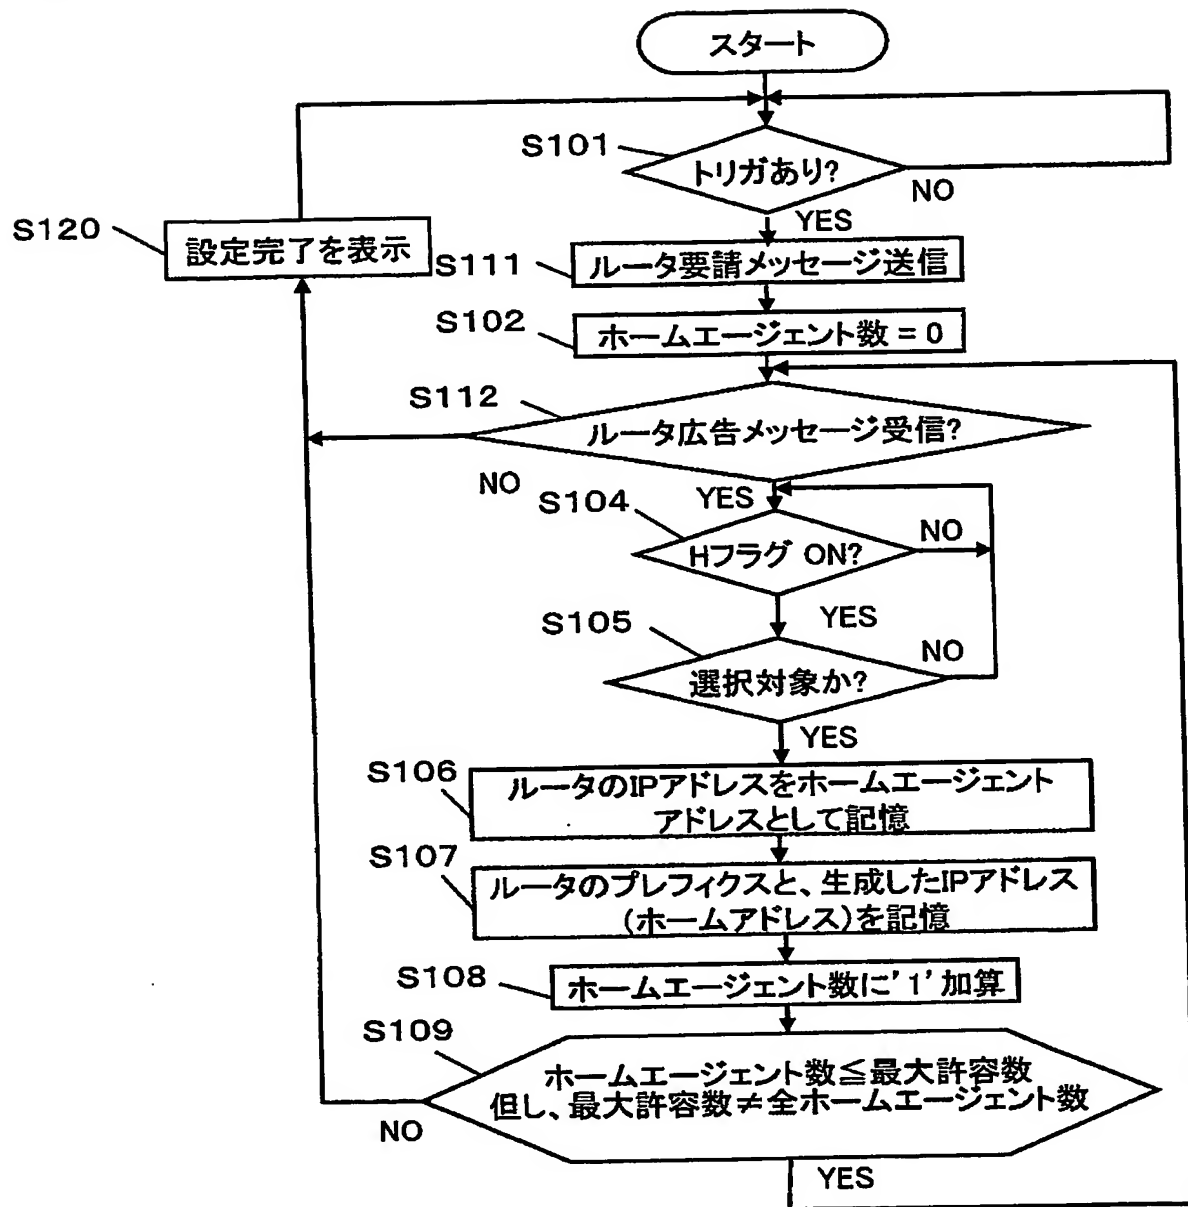 スタート
S101
トリガあり?
NO
YES
S120
設定完了を表示
S111
ルータ要請メッセージ送信
S102
ホームエージェント数 = 0
S112
ルータ広告メッセージ受信?
NO
YES
S104
Hフラグ ON?
NO
YES
S105
選択対象か?
NO
YES
S106
ルータのIPアドレスをホームエージェント
アドレスとして記憶
S107
ルータのプレフィクスと、生成したIPアドレス
(ホームアドレス)を記憶
S108
ホームエージェント数に'1'加算
S109
ホームエージェント数≦最大許容数
但し、最大許容数≠全ホームエージェント数
NO
YES